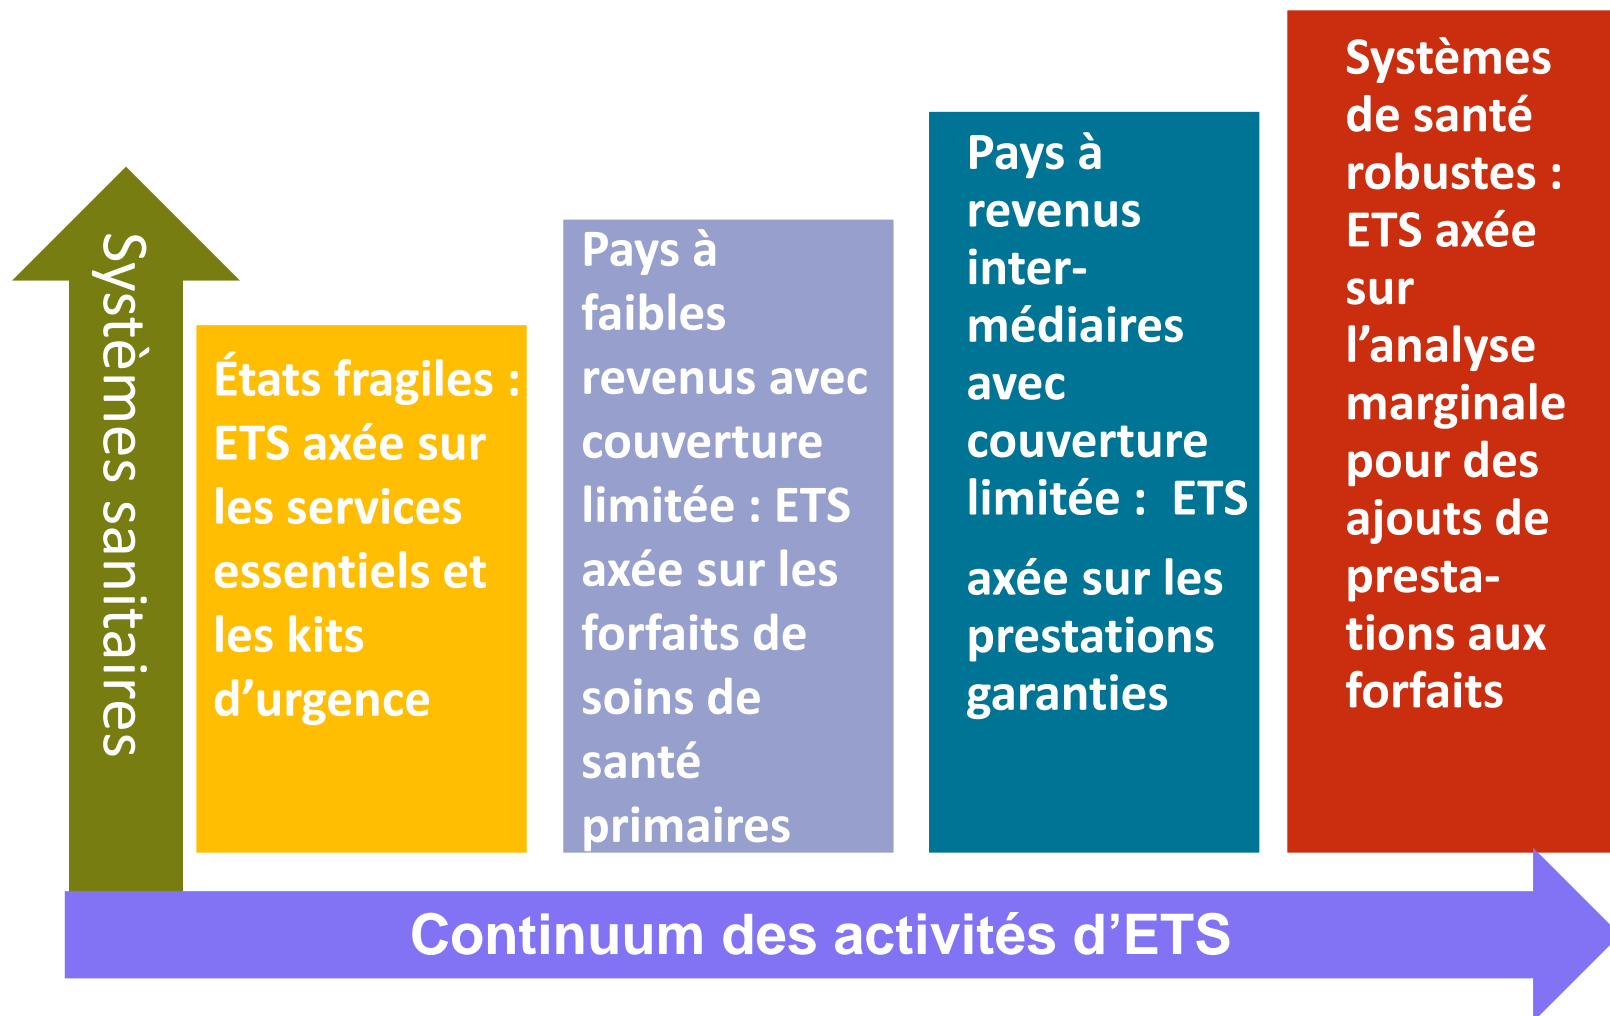 Systèmes sanitaires
États fragiles :
ETS axée sur
les services
essentiels et
les kits
d’urgence
Pays à
faibles
revenus avec
couverture
limitée : ETS
axée sur les
forfaits de
soins de
santé
primaires
Pays à
revenus
inter-
médiaires
avec
couverture
limitée :  ETS
axée sur les
prestations
garanties
Systèmes
de santé
robustes :
ETS axée
sur
l’analyse
marginale
pour des
ajouts de
presta-
tions aux
forfaits
Continuum des activités d’ETS